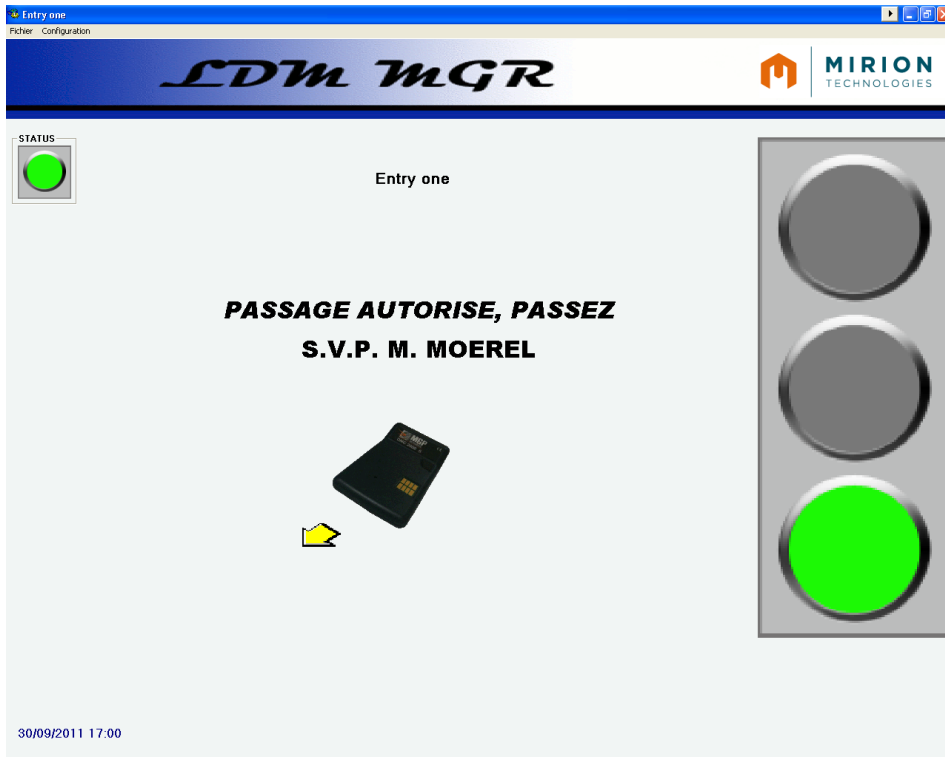 Entry one
Fichier Configuration
LDM MGR
MIRION
TECHNOLOGIES
STATUS
Entry one
PASSAGE AUTORISE, PASSEZ
S.V.P. M. MOEREL
MGP
30/09/2011 17:00